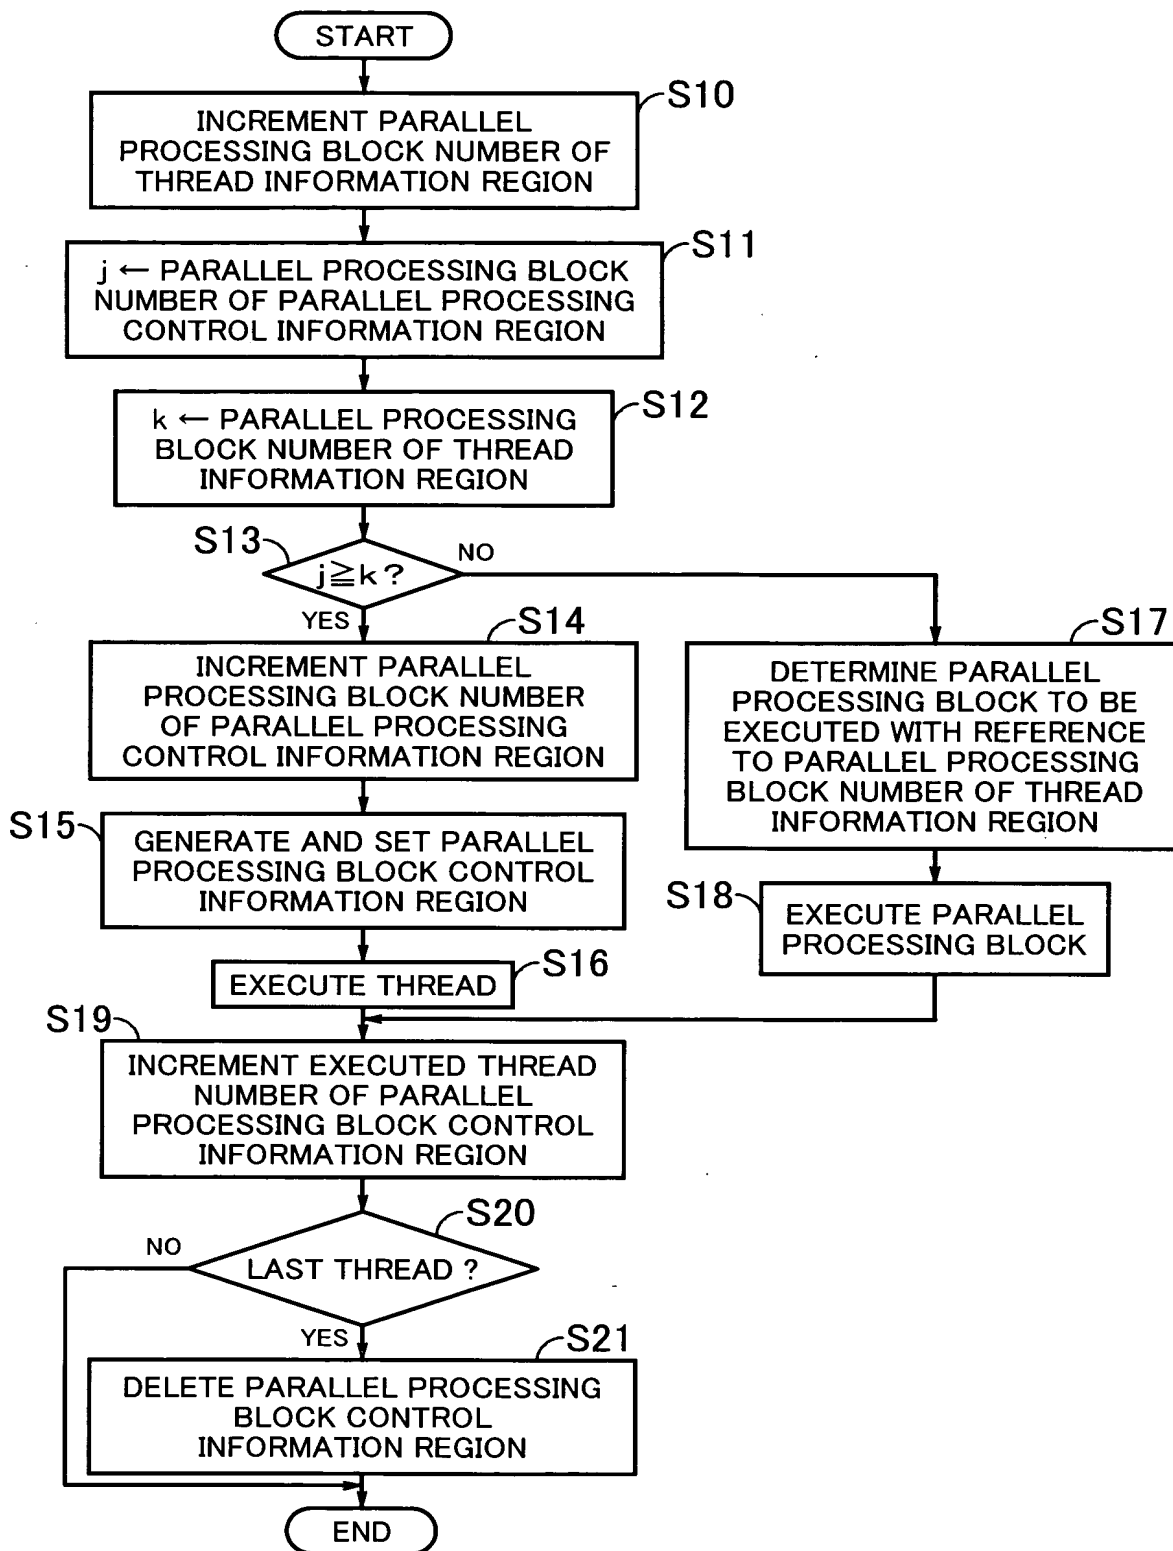 START
S10
INCREMENT PARALLEL
PROCESSING BLOCK NUMBER OF
THREAD INFORMATION REGION
S11
j ← PARALLEL PROCESSING BLOCK
NUMBER OF PARALLEL PROCESSING
CONTROL INFORMATION REGION
S12
k ← PARALLEL PROCESSING
BLOCK NUMBER OF THREAD
INFORMATION REGION
S13
j≧k?
NO
YES
S14
INCREMENT PARALLEL
PROCESSING BLOCK NUMBER
OF PARALLEL PROCESSING
CONTROL INFORMATION REGION
S17
DETERMINE PARALLEL
PROCESSING BLOCK TO BE
EXECUTED WITH REFERENCE
TO PARALLEL PROCESSING
BLOCK NUMBER OF THREAD
INFORMATION REGION
S15
GENERATE AND SET PARALLEL
PROCESSING BLOCK CONTROL
INFORMATION REGION
S18
EXECUTE PARALLEL
PROCESSING BLOCK
S16
EXECUTE THREAD
S19
INCREMENT EXECUTED THREAD
NUMBER OF PARALLEL
PROCESSING BLOCK CONTROL
INFORMATION REGION
S20
LAST THREAD ?
NO
YES
S21
DELETE PARALLEL PROCESSING
BLOCK CONTROL
INFORMATION REGION
END